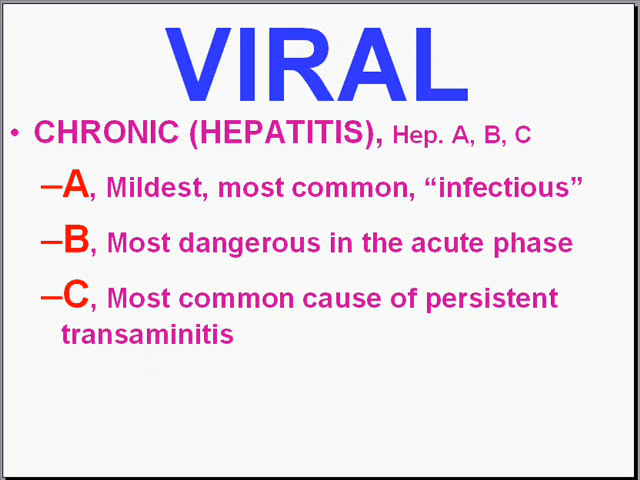 VIRAL
• CHRONIC (HEPATITIS), Hep. A, B, C
–A, Mildest, most common, “infectious”
–B, Most dangerous in the acute phase
–C, Most common cause of persistent
transaminitis